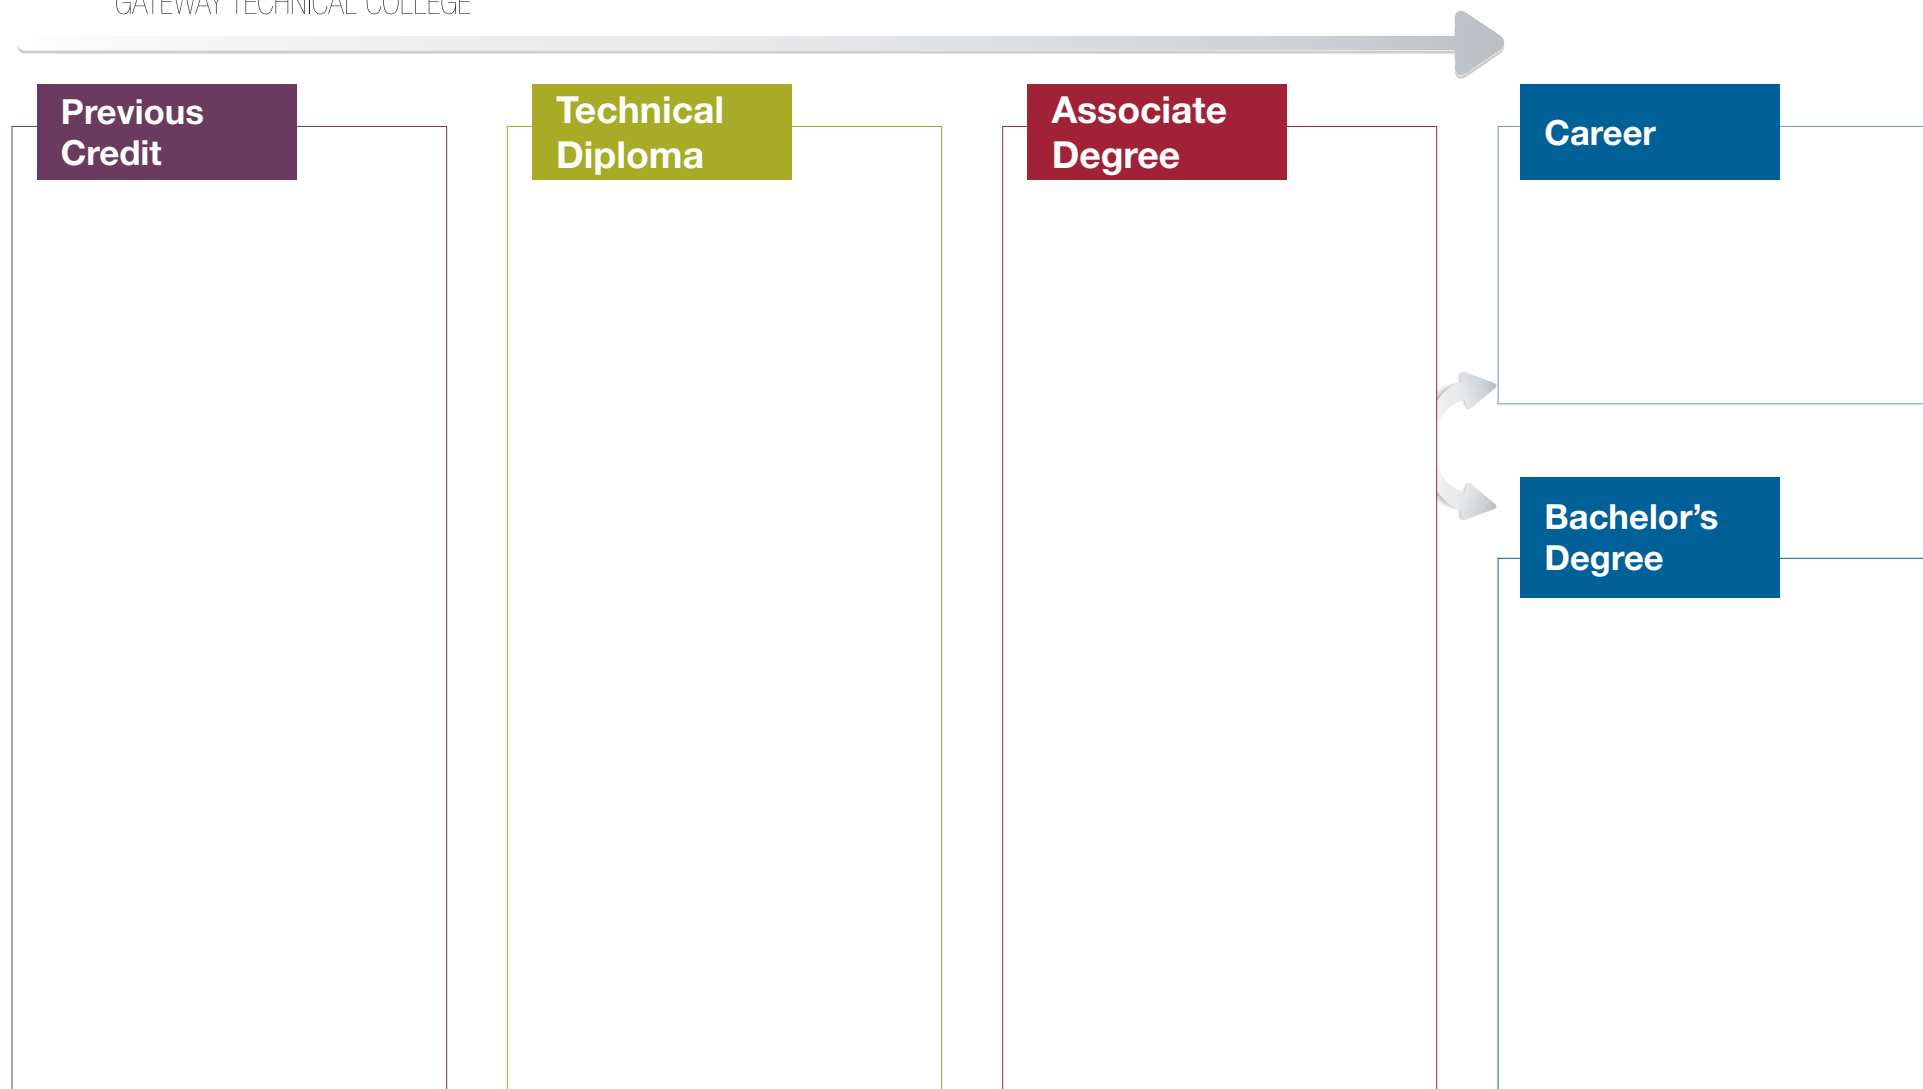 GATEWAY TECHNICAL COLLEGE
Previous
Credit
Technical
Diploma
Associate
Degree
Career
Bachelor’s
Degree